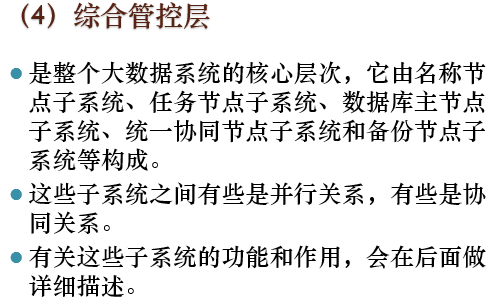 （4）综合管控层
是整个大数据系统的核心层次，它由名称节
点子系统、任务节点子系统、数据库主节点
子系统、统一协同节点子系统和备份节点子
系统等构成。
这些子系统之间有些是并行关系，有些是协
同关系。
有关这些子系统的功能和作用，会在后面做
详细描述。